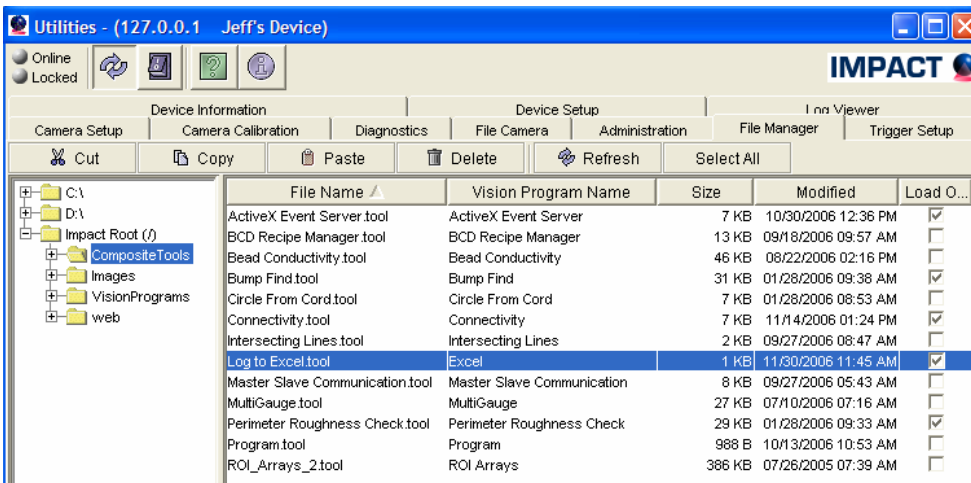 Utilities - (127.0.0.1 Jeff's Device)
Online
Locked
IMPACT
Device Information Device Setup Log Viewer
Camera Setup Camera Calibration Diagnostics File Camera Administration File Manager Trigger Setup
Cut Copy Paste Delete Refresh Select All
C:\
D:\
Impact Root (/)
CompositeTools
Images
VisionPrograms
web
File Name Vision Program Name Size Modified Load O...
ActiveX Event Server.tool ActiveX Event Server 7 KB 10/30/2006 12:36 PM
BCD Recipe Manager.tool BCD Recipe Manager 13 KB 09/18/2006 09:57 AM
Bead Conductivity.tool Bead Conductivity 46 KB 08/22/2006 02:16 PM
Bump Find.tool Bump Find 31 KB 01/28/2006 09:38 AM
Circle From Cord.tool Circle From Cord 7 KB 01/28/2006 08:53 AM
Connectivity.tool Connectivity 7 KB 11/14/2006 01:24 PM
Intersecting Lines.tool Intersecting Lines 2 KB 09/27/2006 08:47 AM
Log to Excel.tool Excel 1 KB 11/30/2006 11:45 AM
Master Slave Communication.tool Master Slave Communication 8 KB 09/27/2006 05:43 AM
MultiGauge.tool MultiGauge 27 KB 07/10/2006 07:16 AM
Perimeter Roughness Check.tool Perimeter Roughness Check 29 KB 01/28/2006 09:33 AM
Program.tool Program 988 B 10/13/2006 10:53 AM
ROI_Arrays_2.tool ROI Arrays 386 KB 07/26/2005 07:39 AM